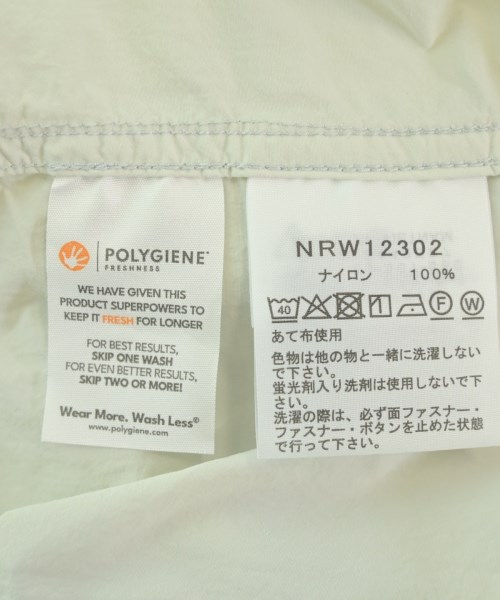 POLYGIENE
FRESHNESS
WE HAVE GIVEN THIS
PRODUCT SUPERPOWERS TO
KEEP IT FRESH FOR LONGER
FOR BEST RESULTS,
SKIP ONE WASH
FOR EVEN BETTER RESULTS,
SKIP TWO OR MORE!
Wear More. Wash Less®
www.polygiene.com
NRW12302
ナイロン 100%
40 F W
あて布使用
色物は他の物と一緒に洗濯しない
で下さい。
蛍光剤入り洗剤は使用しないで下
さい。
洗濯の際は、必ず面ファスナー・
ファスナー・ボタンを止めた状態
で行って下さい。